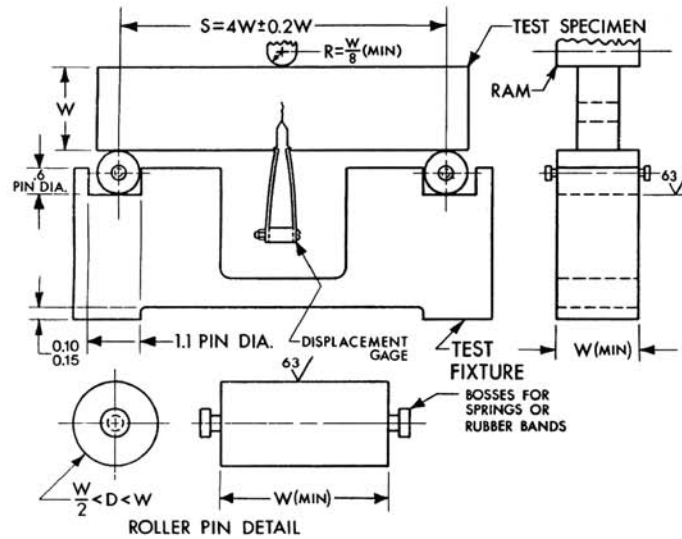 S=4W±0.2W
TEST SPECIMEN
R=W/8 (MIN)
RAM
W
.6
PIN DIA.
63
0.10
0.15
1.1 PIN DIA.
DISPLACEMENT
GAGE
TEST
FIXTURE
W(MIN)
63
BOSSES FOR
SPRINGS OR
RUBBER BANDS
W/2 <D<W
W(MIN)
ROLLER PIN DETAIL